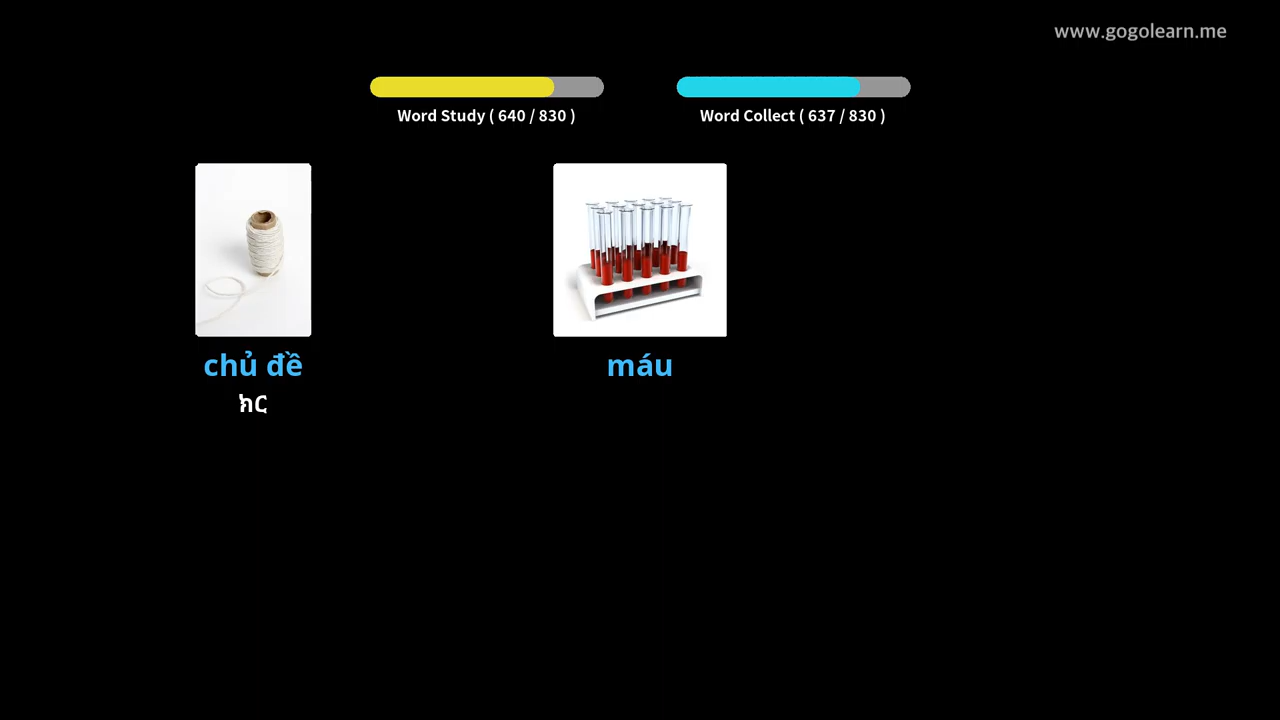 www.gogolearn.me
Word Study ( 640 / 830 )
Word Collect ( 637 / 830 )
chủ đề
ክር
máu